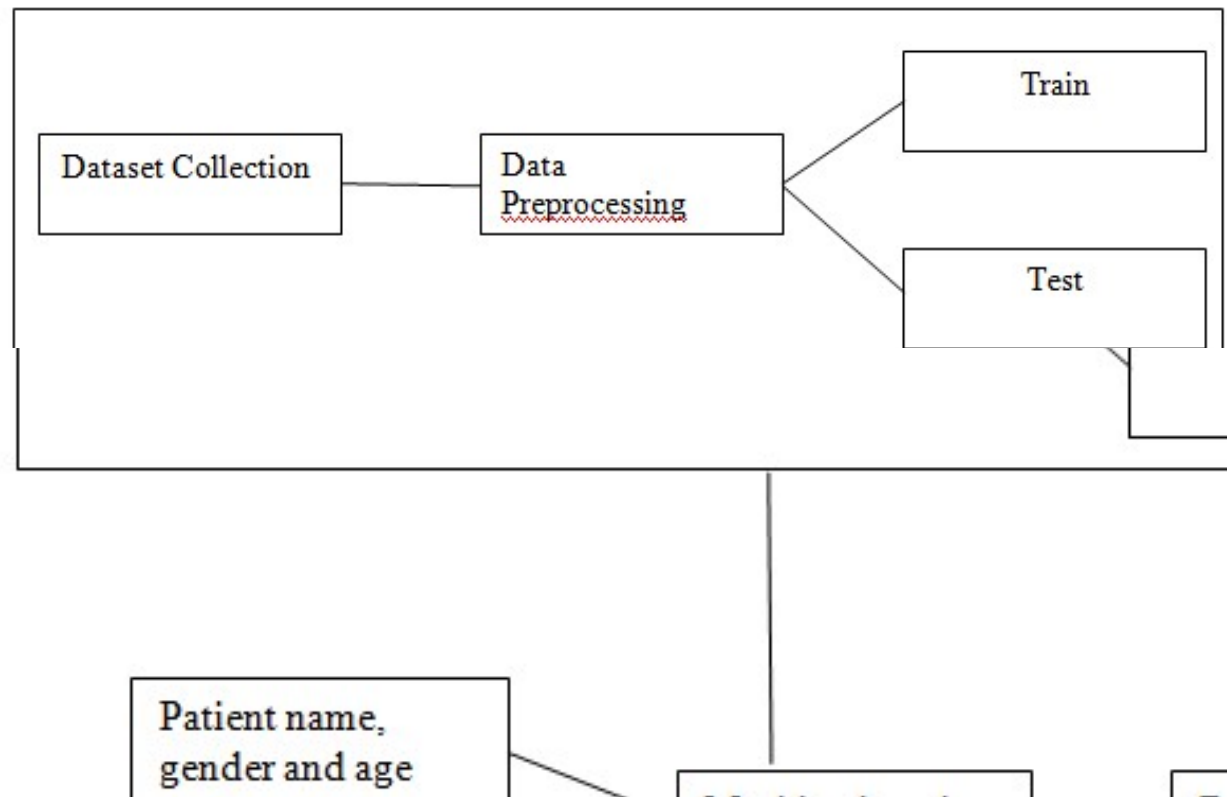 Train
Dataset Collection
Data
Preprocessing
Test
Patient name,
gender and age